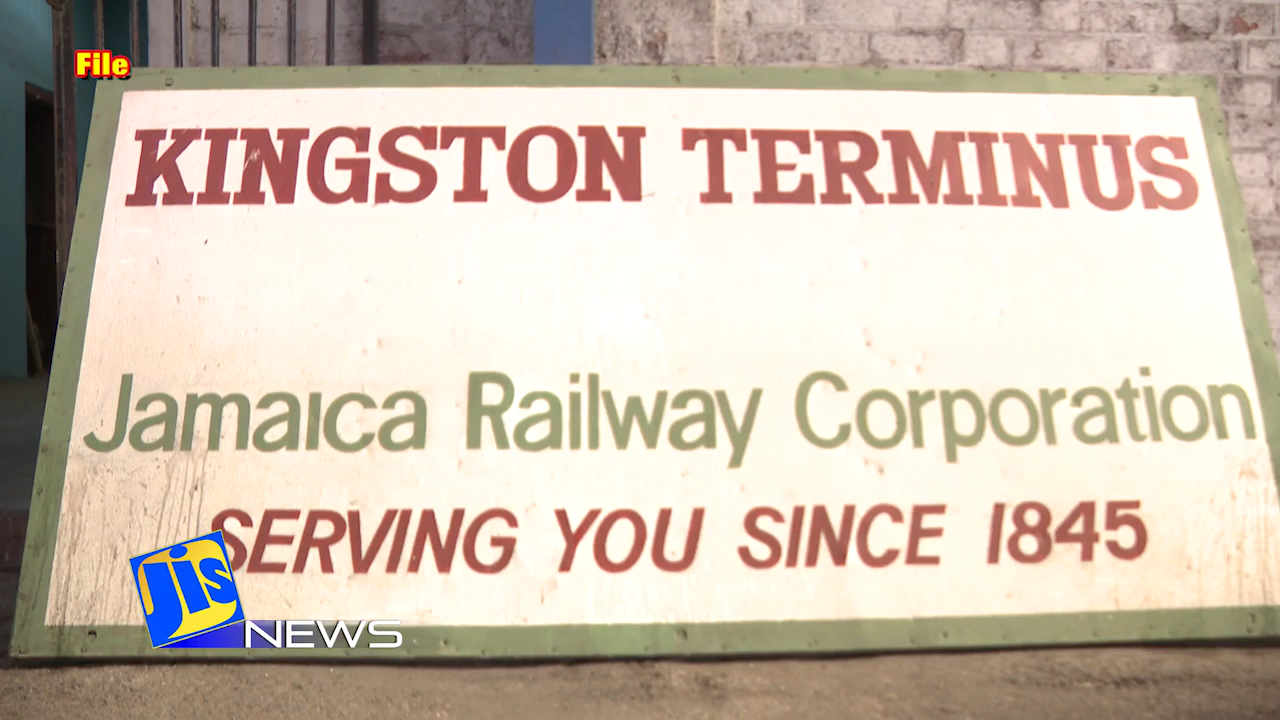 File
KINGSTON TERMINUS
Jamaica Railway Corporation
SERVING YOU SINCE 1845
jis
NEWS